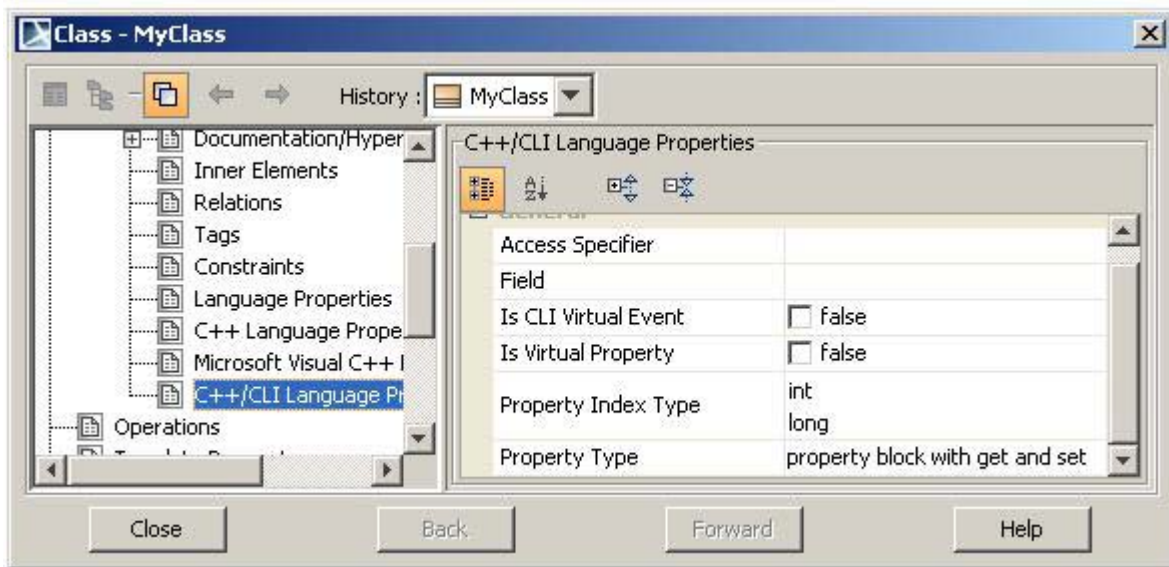 Class - MyClass
History : MyClass
Documentation/Hyper
Inner Elements
Relations
Tags
Constraints
Language Properties
C++ Language Prope
Microsoft Visual C++
C++/CLI Language Pr
Operations
C++/CLI Language Properties
General
Access Specifier
Field
Is CLI Virtual Event false
Is Virtual Property false
Property Index Type int
long
Property Type property block with get and set
Close Back Forward Help